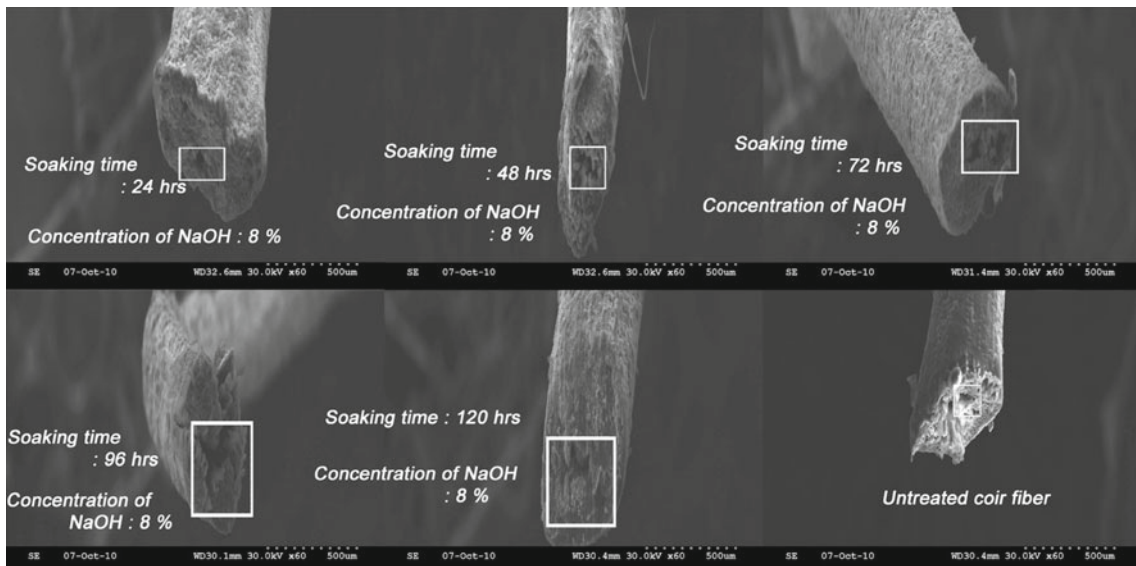 Soaking time
: 24 hrs
Concentration of NaOH : 8 %
SE 07-Oct-10 WD32.6mm 30.0kV x60 500um
Soaking time
: 48 hrs
Concentration of NaOH
: 8 %
SE 07-Oct-10 WD32.6mm 30.0kV x60 500um
Soaking time
: 72 hrs
Concentration of NaOH
: 8 %
SE 07-Oct-10 WD31.4mm 30.0kV x60 500um
Soaking time
: 96 hrs
Concentration of
NaOH : 8 %
SE 07-Oct-10 WD30.1mm 30.0kV x60 500um
Soaking time : 120 hrs
Concentration of NaOH
: 8 %
SE 07-Oct-10 WD30.4mm 30.0kV x60 500um
Untreated coir fiber
SE 07-Oct-10 WD30.4mm 30.0kV x60 500um